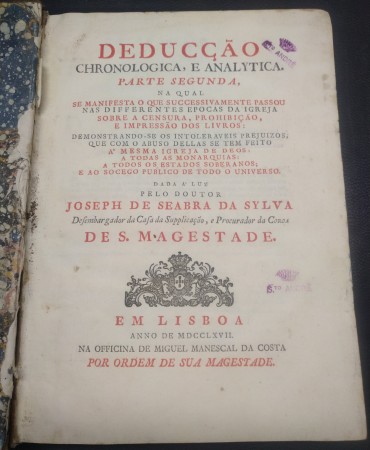 DEDUCÇÃO
CHRONOLOGICA, E ANALYTICA.
PARTE SEGUNDA,
NA QUAL
SE MANIFESTA O QUE SUCCESSIVAMENTE PASSOU
NAS DIFFERENTES EPOCAS DA IGREJA
SOBRE A CENSURA, PROHIBIÇÃO,
E IMPRESSÃO DOS LIVROS:
DEMONSTRANDO-SE OS INTOLERAVEIS PREJUIZOS,
QUE COM O ABUSO DELLAS SE TEM FEITO
A' MESMA IGREJA DE DEOS:
A TODAS AS MONARQUIAS:
A TODOS OS ESTADOS SOBERANOS;
E AO SOCEGO PUBLICO DE TODO O UNIVERSO.
DADA A' LUZ
PELO DOUTOR
JOSEPH DE SEABRA DA SYLVA
Desembargador da Casa da Supplicação, e Procurador da Coroa
DE S. MAGESTADE.
EM LISBOA
ANNO DE MDCCLXVII.
NA OFFICINA DE MIGUEL MANESCAL DA COSTA
POR ORDEM DE SUA MAGESTADE.